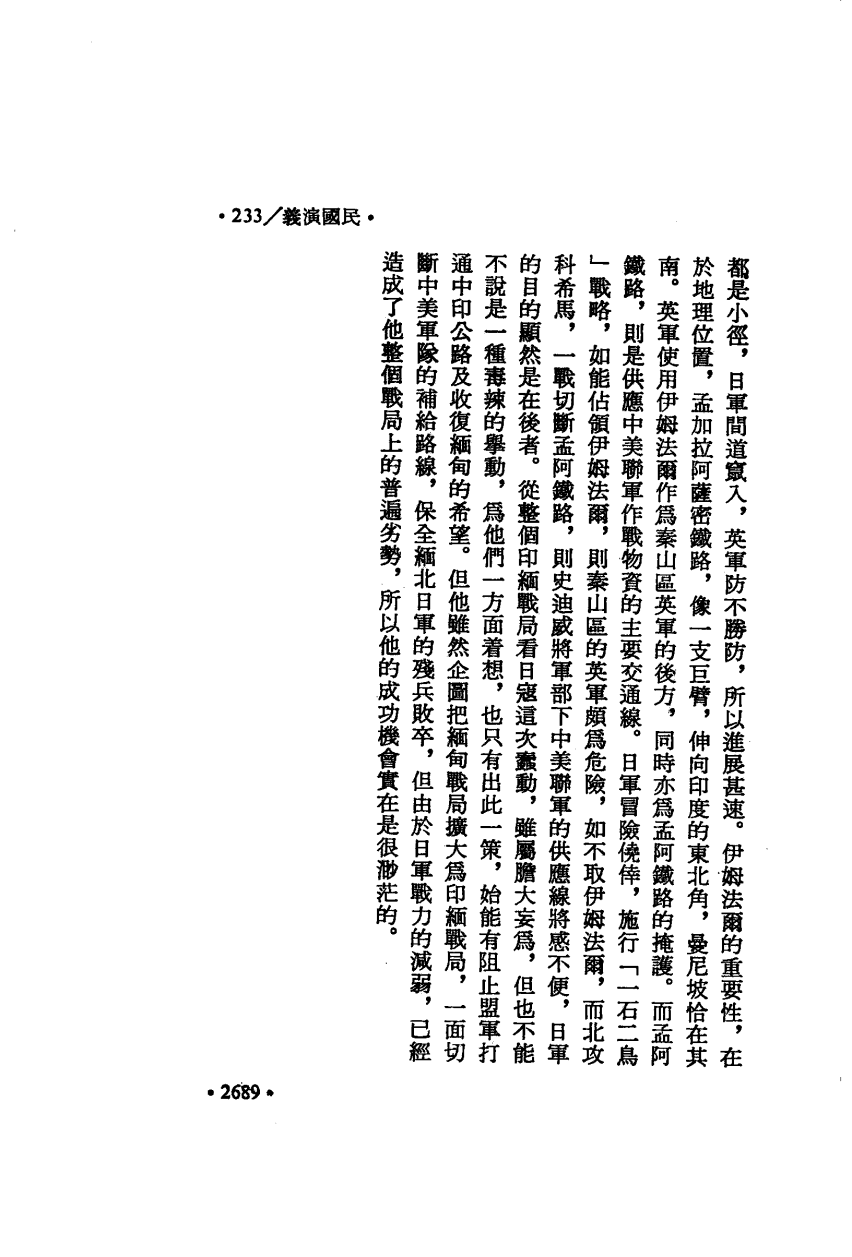 •233/義演國民•
都是小徑，日軍間道竄入，英軍防不勝防，所以進展甚速。伊姆法爾的重要性，在
於地理位置，孟加拉阿薩密鐵路，像一支巨臂，伸向印度的東北角，曼尼坡恰在其
南。英軍使用伊姆法爾作爲秦山區英軍的後方，同時亦爲孟阿鐵路的掩護。而孟阿
鐵路，則是供應中美聯軍作戰物資的主要交通線。日軍冒險僥倖，施行「一石二鳥
」戰略，如能佔領伊姆法爾，則秦山區的英軍頗爲危險，如不取伊姆法爾，而北攻
科希馬，一戰切斷孟阿鐵路，則史迪威將軍部下中美聯軍的供應線將感不便，日軍
的目的顯然是在後者。從整個印緬戰局看日寇這次蠢動，雖屬膽大妄爲，但也不能
不說是一種毒辣的舉動，爲他們一方面着想，也只有出此一策，始能有阻止盟軍打
通中印公路及收復緬甸的希望。但他雖然企圖把緬甸戰局擴大爲印緬戰局，一面切
斷中美軍隊的補給路線，保全緬北日軍的殘兵敗卒，但由於日軍戰力的減弱，已經
造成了他整個戰局上的普遍劣勢，所以他的成功機會實在是很渺茫的。
•2689•